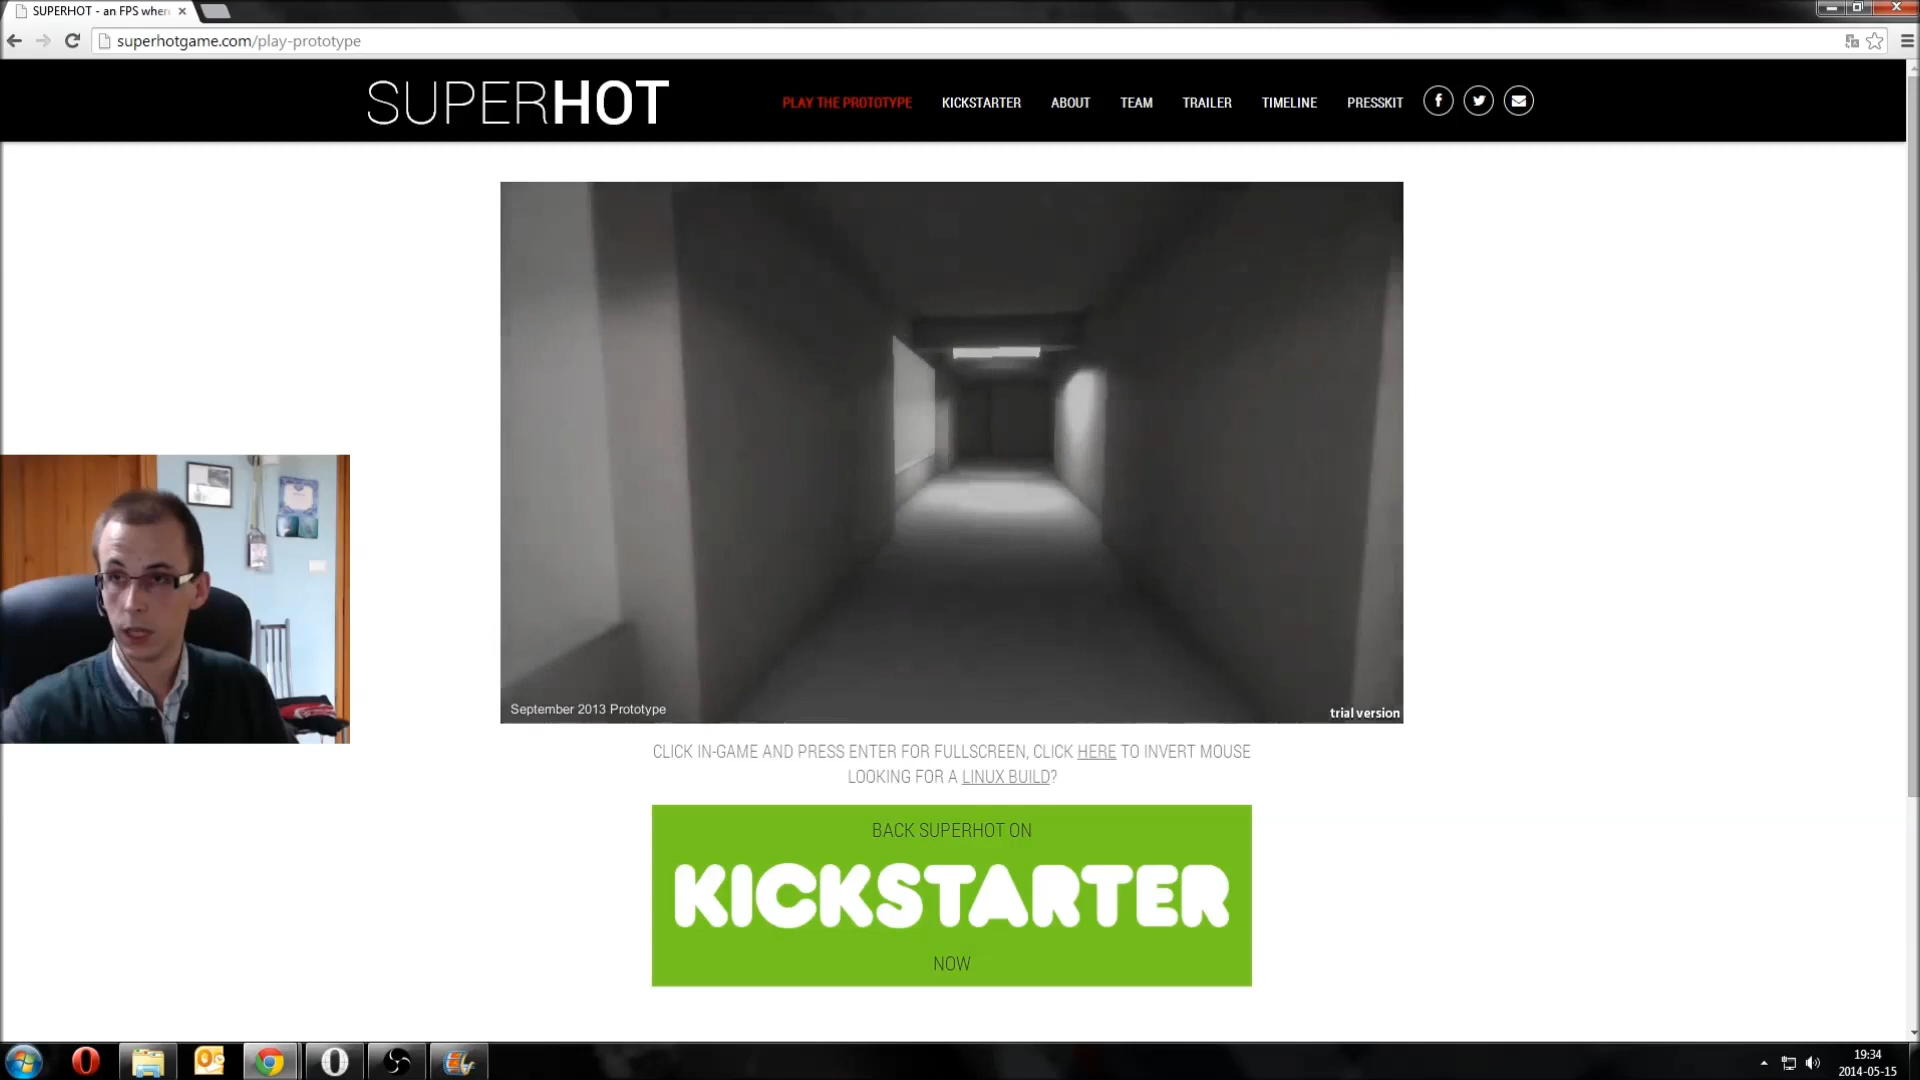 SUPERHOT - an FPS wher
superhotgame.com/play-prototype
SUPERHOT
PLAY THE PROTOTYPE
KICKSTARTER
ABOUT
TEAM
TRAILER
TIMELINE
PRESSKIT
September 2013 Prototype
trial version
CLICK IN-GAME AND PRESS ENTER FOR FULLSCREEN, CLICK HERE TO INVERT MOUSE
LOOKING FOR A LINUX BUILD?
BACK SUPERHOT ON
KICKSTARTER
NOW
19:34
2014-05-15